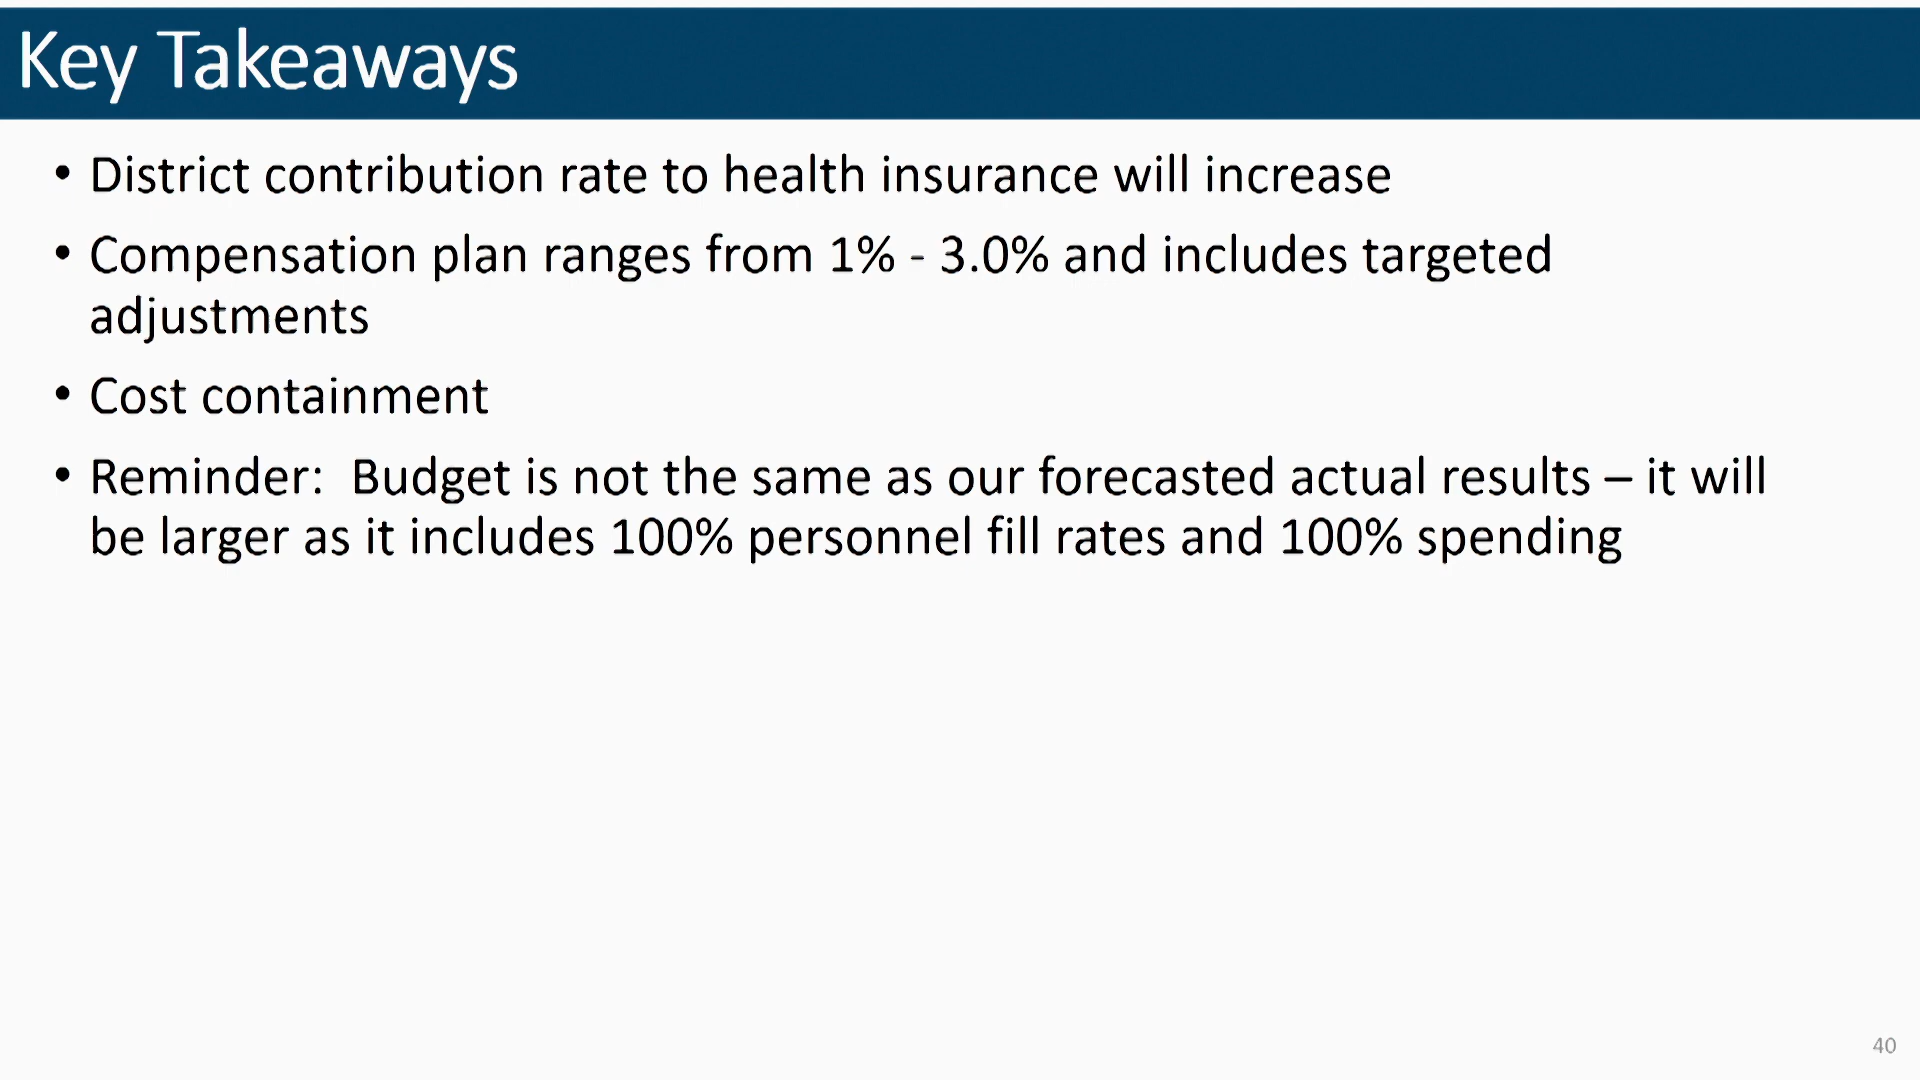 Key Takeaways
• District contribution rate to health insurance will increase
• Compensation plan ranges from 1% - 3.0% and includes targeted
adjustments
• Cost containment
• Reminder:  Budget is not the same as our forecasted actual results – it will
be larger as it includes 100% personnel fill rates and 100% spending
40